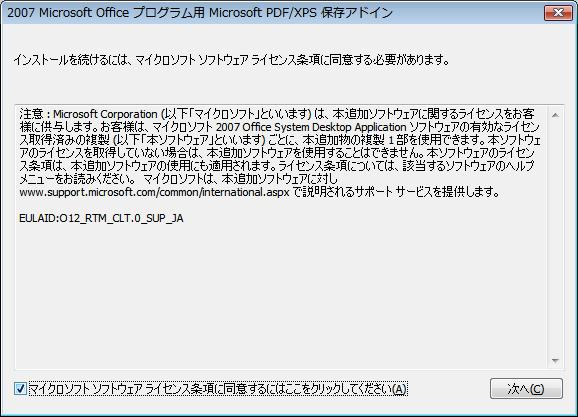 2007 Microsoft Office プログラム用 Microsoft PDF/XPS 保存アドイン
インストールを続けるには、マイクロソフト ソフトウェア ライセンス条項に同意する必要があります。
注意 : Microsoft Corporation (以下「マイクロソフト」といいます) は、本追加ソフトウェアに関するライセンスをお客
様に供与します。お客様は、マイクロソフト 2007 Office System Desktop Application ソフトウェアの有効なライセン
ス取得済みの複製 (以下「本ソフトウェア」といいます) ごとに、本追加物の複製 1 部を使用できます。本ソフトウェ
アのライセンスを取得していない場合は、本追加ソフトウェアを使用することはできません。本ソフトウェアのライセン
ス条項は、本追加ソフトウェアの使用にも適用されます。ライセンス条項については、該当するソフトウェアのヘルプ
メニューをお読みください。 マイクロソフトは、本追加ソフトウェアに対し
www.support.microsoft.com/common/international.aspx で説明されるサポート サービスを提供します。
EULAID:O12_RTM_CLT.0_SUP_JA
マイクロソフト ソフトウェア ライセンス条項に同意するにはここをクリックしてください(A)
次へ(C)